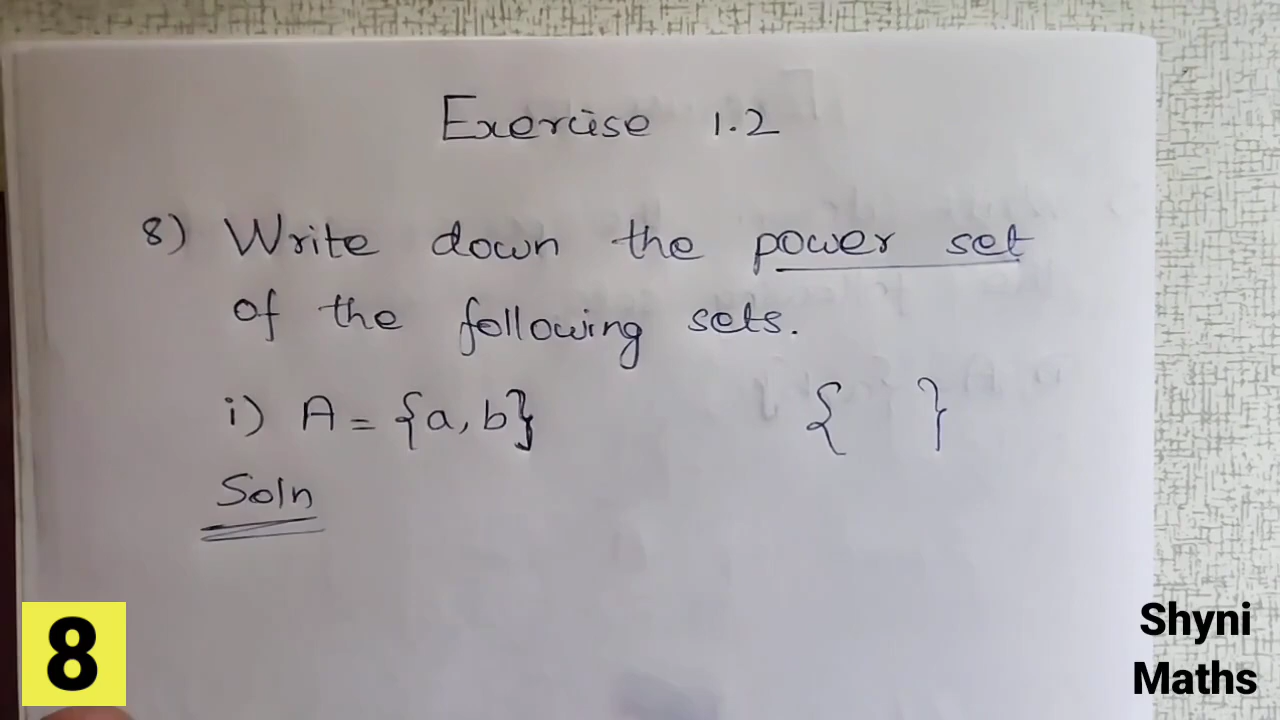 Exercise 1.2
8) Write down the power set
of the following sets.
i) A = {a, b} { }
Soln
8
Shyni
Maths